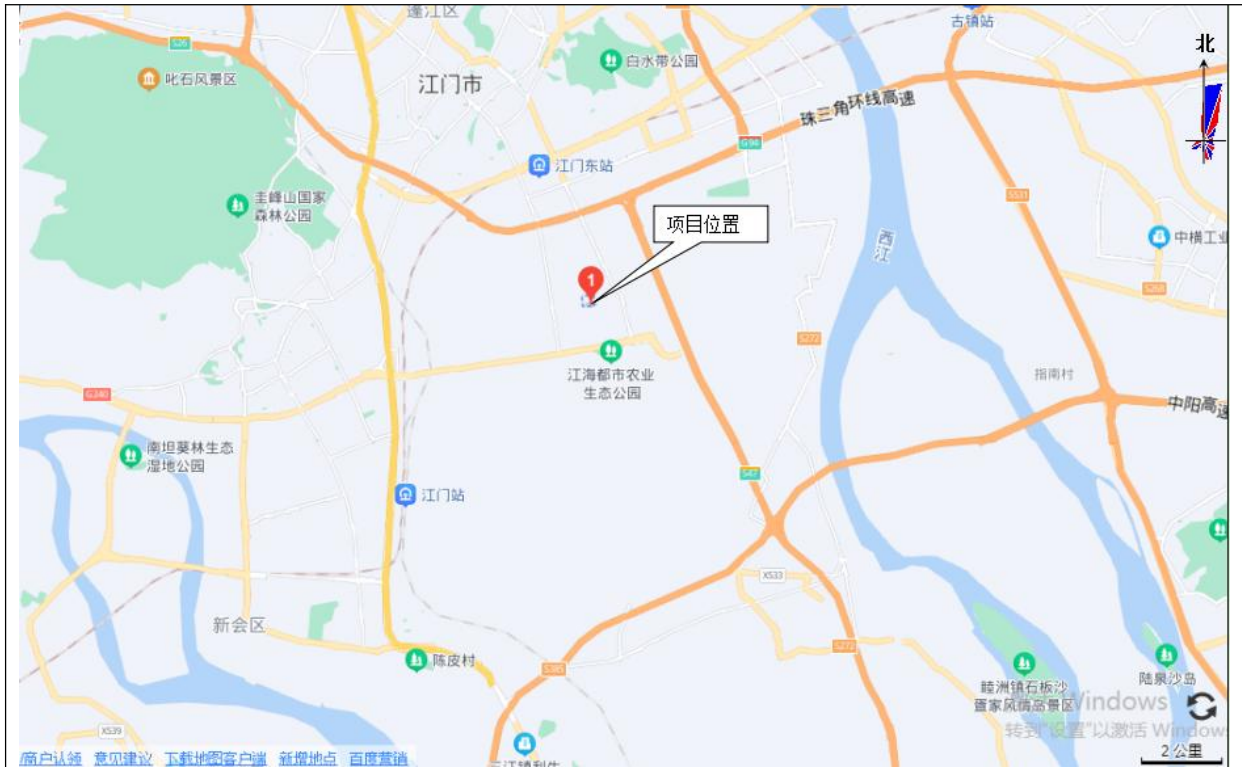 蓬江区
古镇站
S26
北
白水带公园
叱石风景区
江门市
珠三角环线高速
G94
江门东站
S531
圭峰山国家
森林公园
项目位置
西江
中横工业
1
S268
S272
江海都市农业
生态公园
指南村
G340
中阳高速
南坦葵林生态
湿地公园
S47
江门站
X533
新会区
S272
陈皮村
S385
睦洲镇石板沙
疍家风情岛景区
陆泉沙岛
Windows
转到"设置"以激活 Window
X539
商户认领 意见建议 下载地图客户端 新增地点 百度营销
2 公里